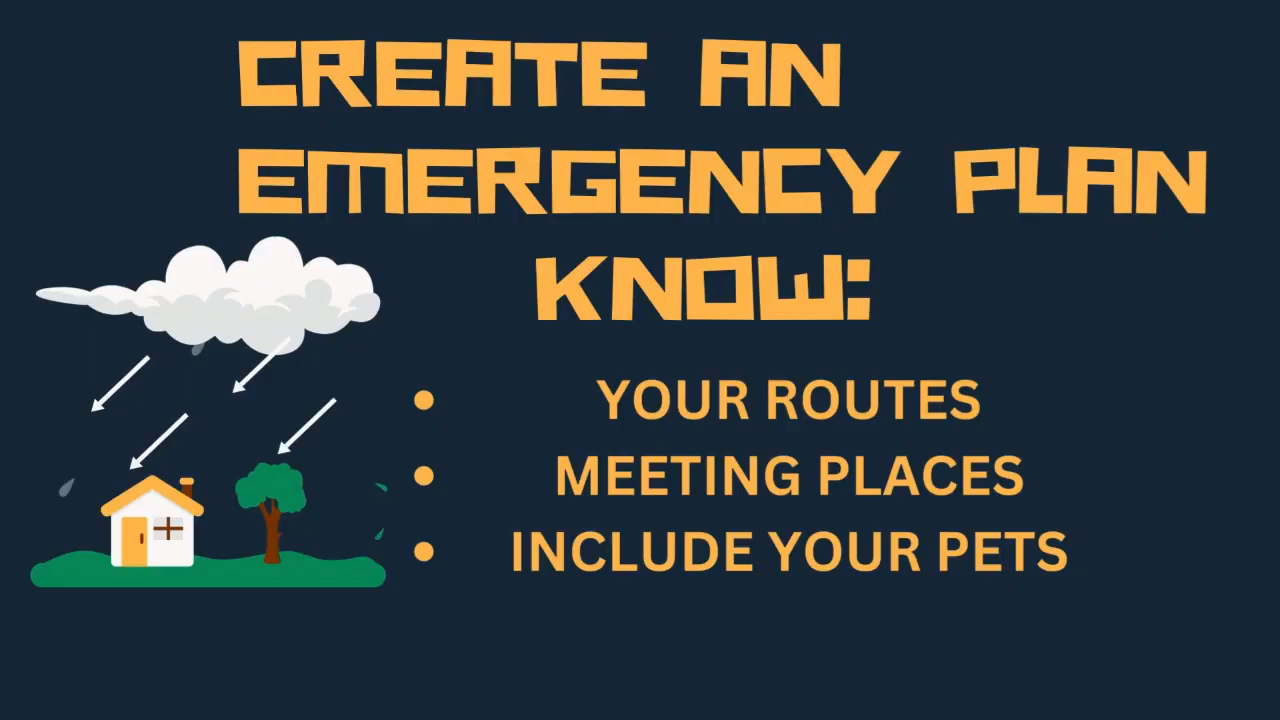 CREATE AN
EMERGENCY PLAN
KNOW:
• YOUR ROUTES
• MEETING PLACES
• INCLUDE YOUR PETS